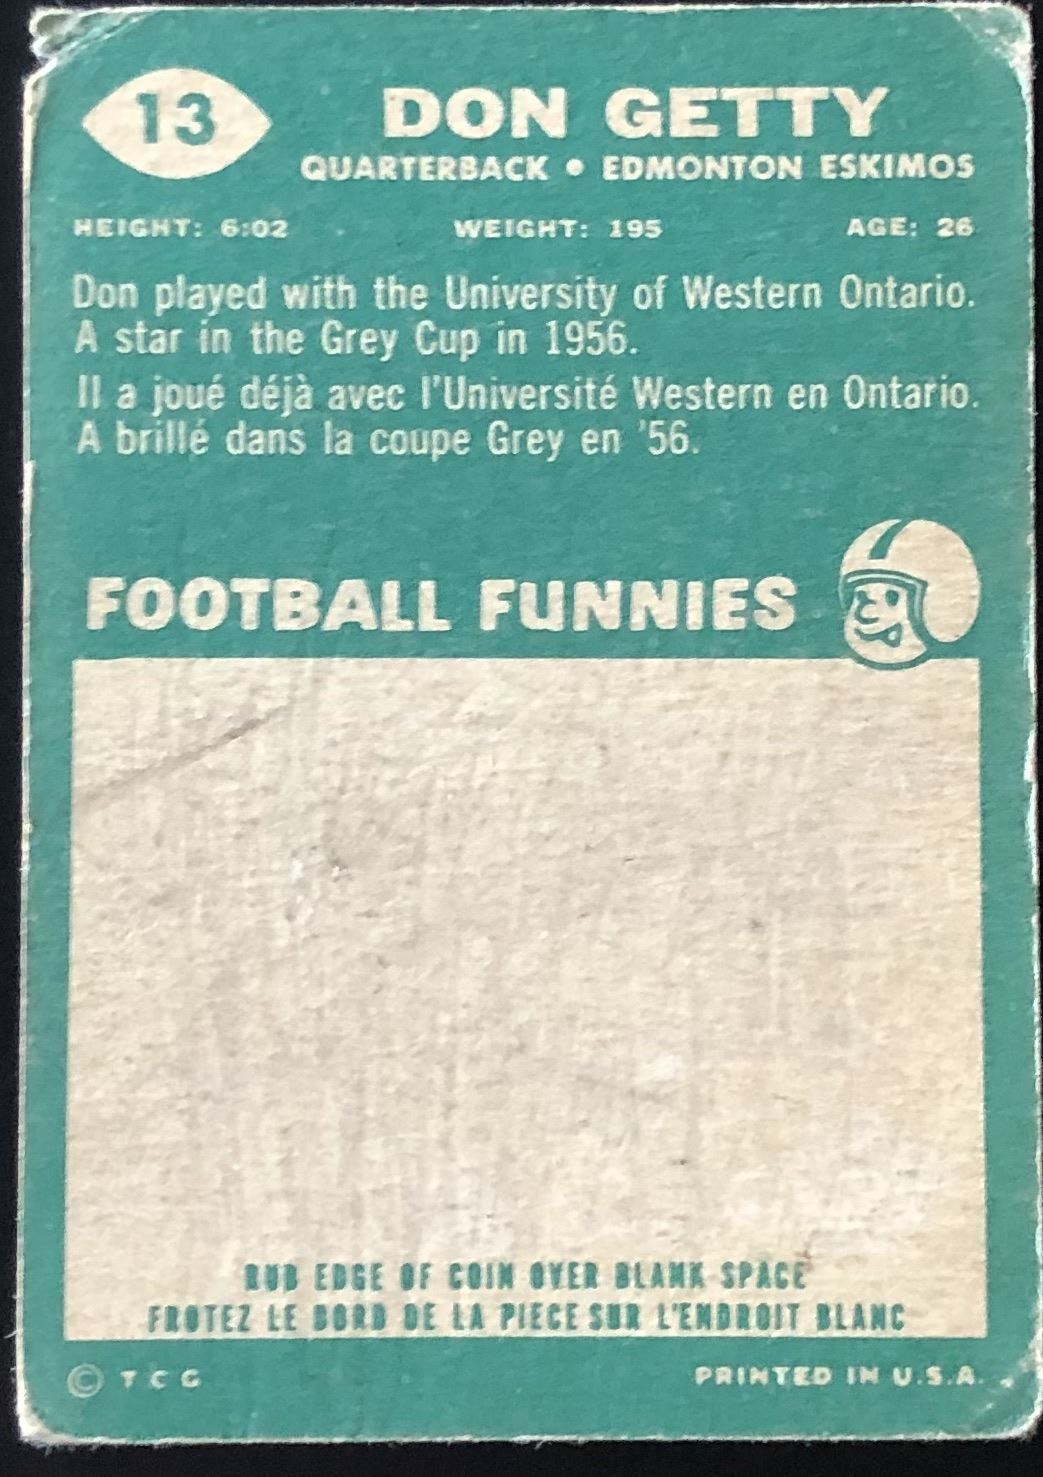 13
DON GETTY
QUARTERBACK • EDMONTON ESKIMOS
HEIGHT: 6:02 WEIGHT: 195 AGE: 26
Don played with the University of Western Ontario.
A star in the Grey Cup in 1956.
Il a joué déjà avec l'Université Western en Ontario.
A brillé dans la coupe Grey en '56.
FOOTBALL FUNNIES
RUB EDGE OF COIN OVER BLANK SPACE
FROTEZ LE BORD DE LA PIECE SUR L'ENDROIT BLANC
© T C G PRINTED IN U.S.A.